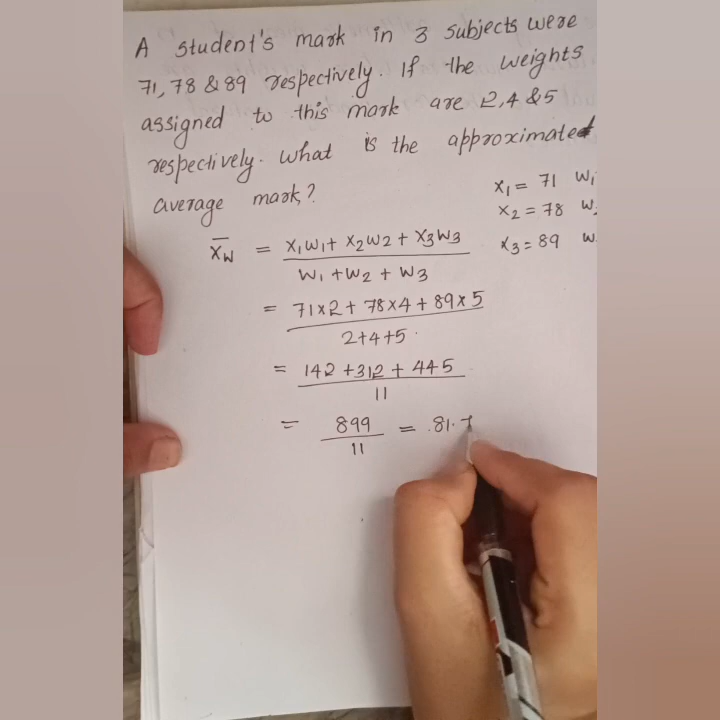 A student's mark in 3 subjects were
71, 78 & 89 respectively. If the weights
assigned to this mark are 2,4 & 5
respectively. What is the approximated
average mark?
x1 = 71 W1
x2 = 78 W
x3 = 89 W
x̄w = x1w1 + x2w2 + x3w3
w1 + w2 + w3
= 71×2 + 78×4 + 89×5
2+4+5
= 142 + 312 + 445
11
= 899 = 81.7
11